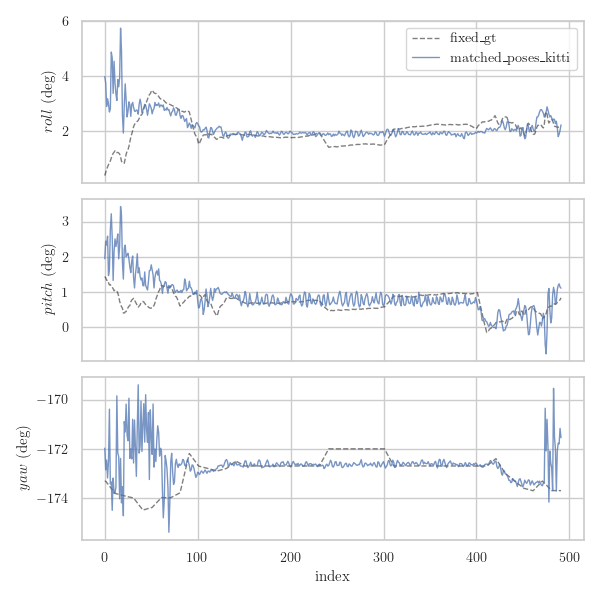 6
4
2
roll (deg)
fixed_gt
matched_poses_kitti
3
2
1
0
pitch (deg)
−170
−172
−174
yaw (deg)
0 100 200 300 400 500
index